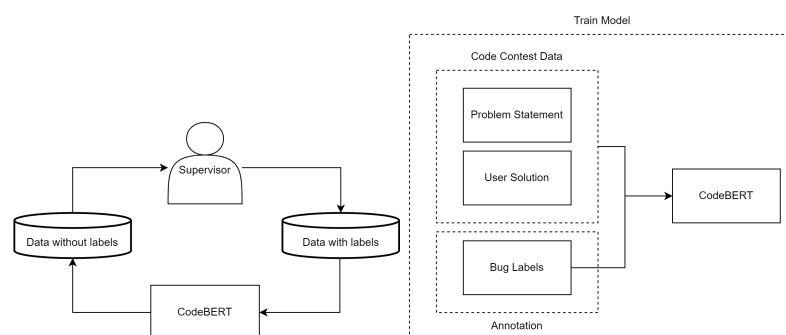 Train Model
Code Contest Data
Problem Statement
User Solution
Bug Labels
Annotation
CodeBERT
Supervisor
Data without labels
Data with labels
CodeBERT